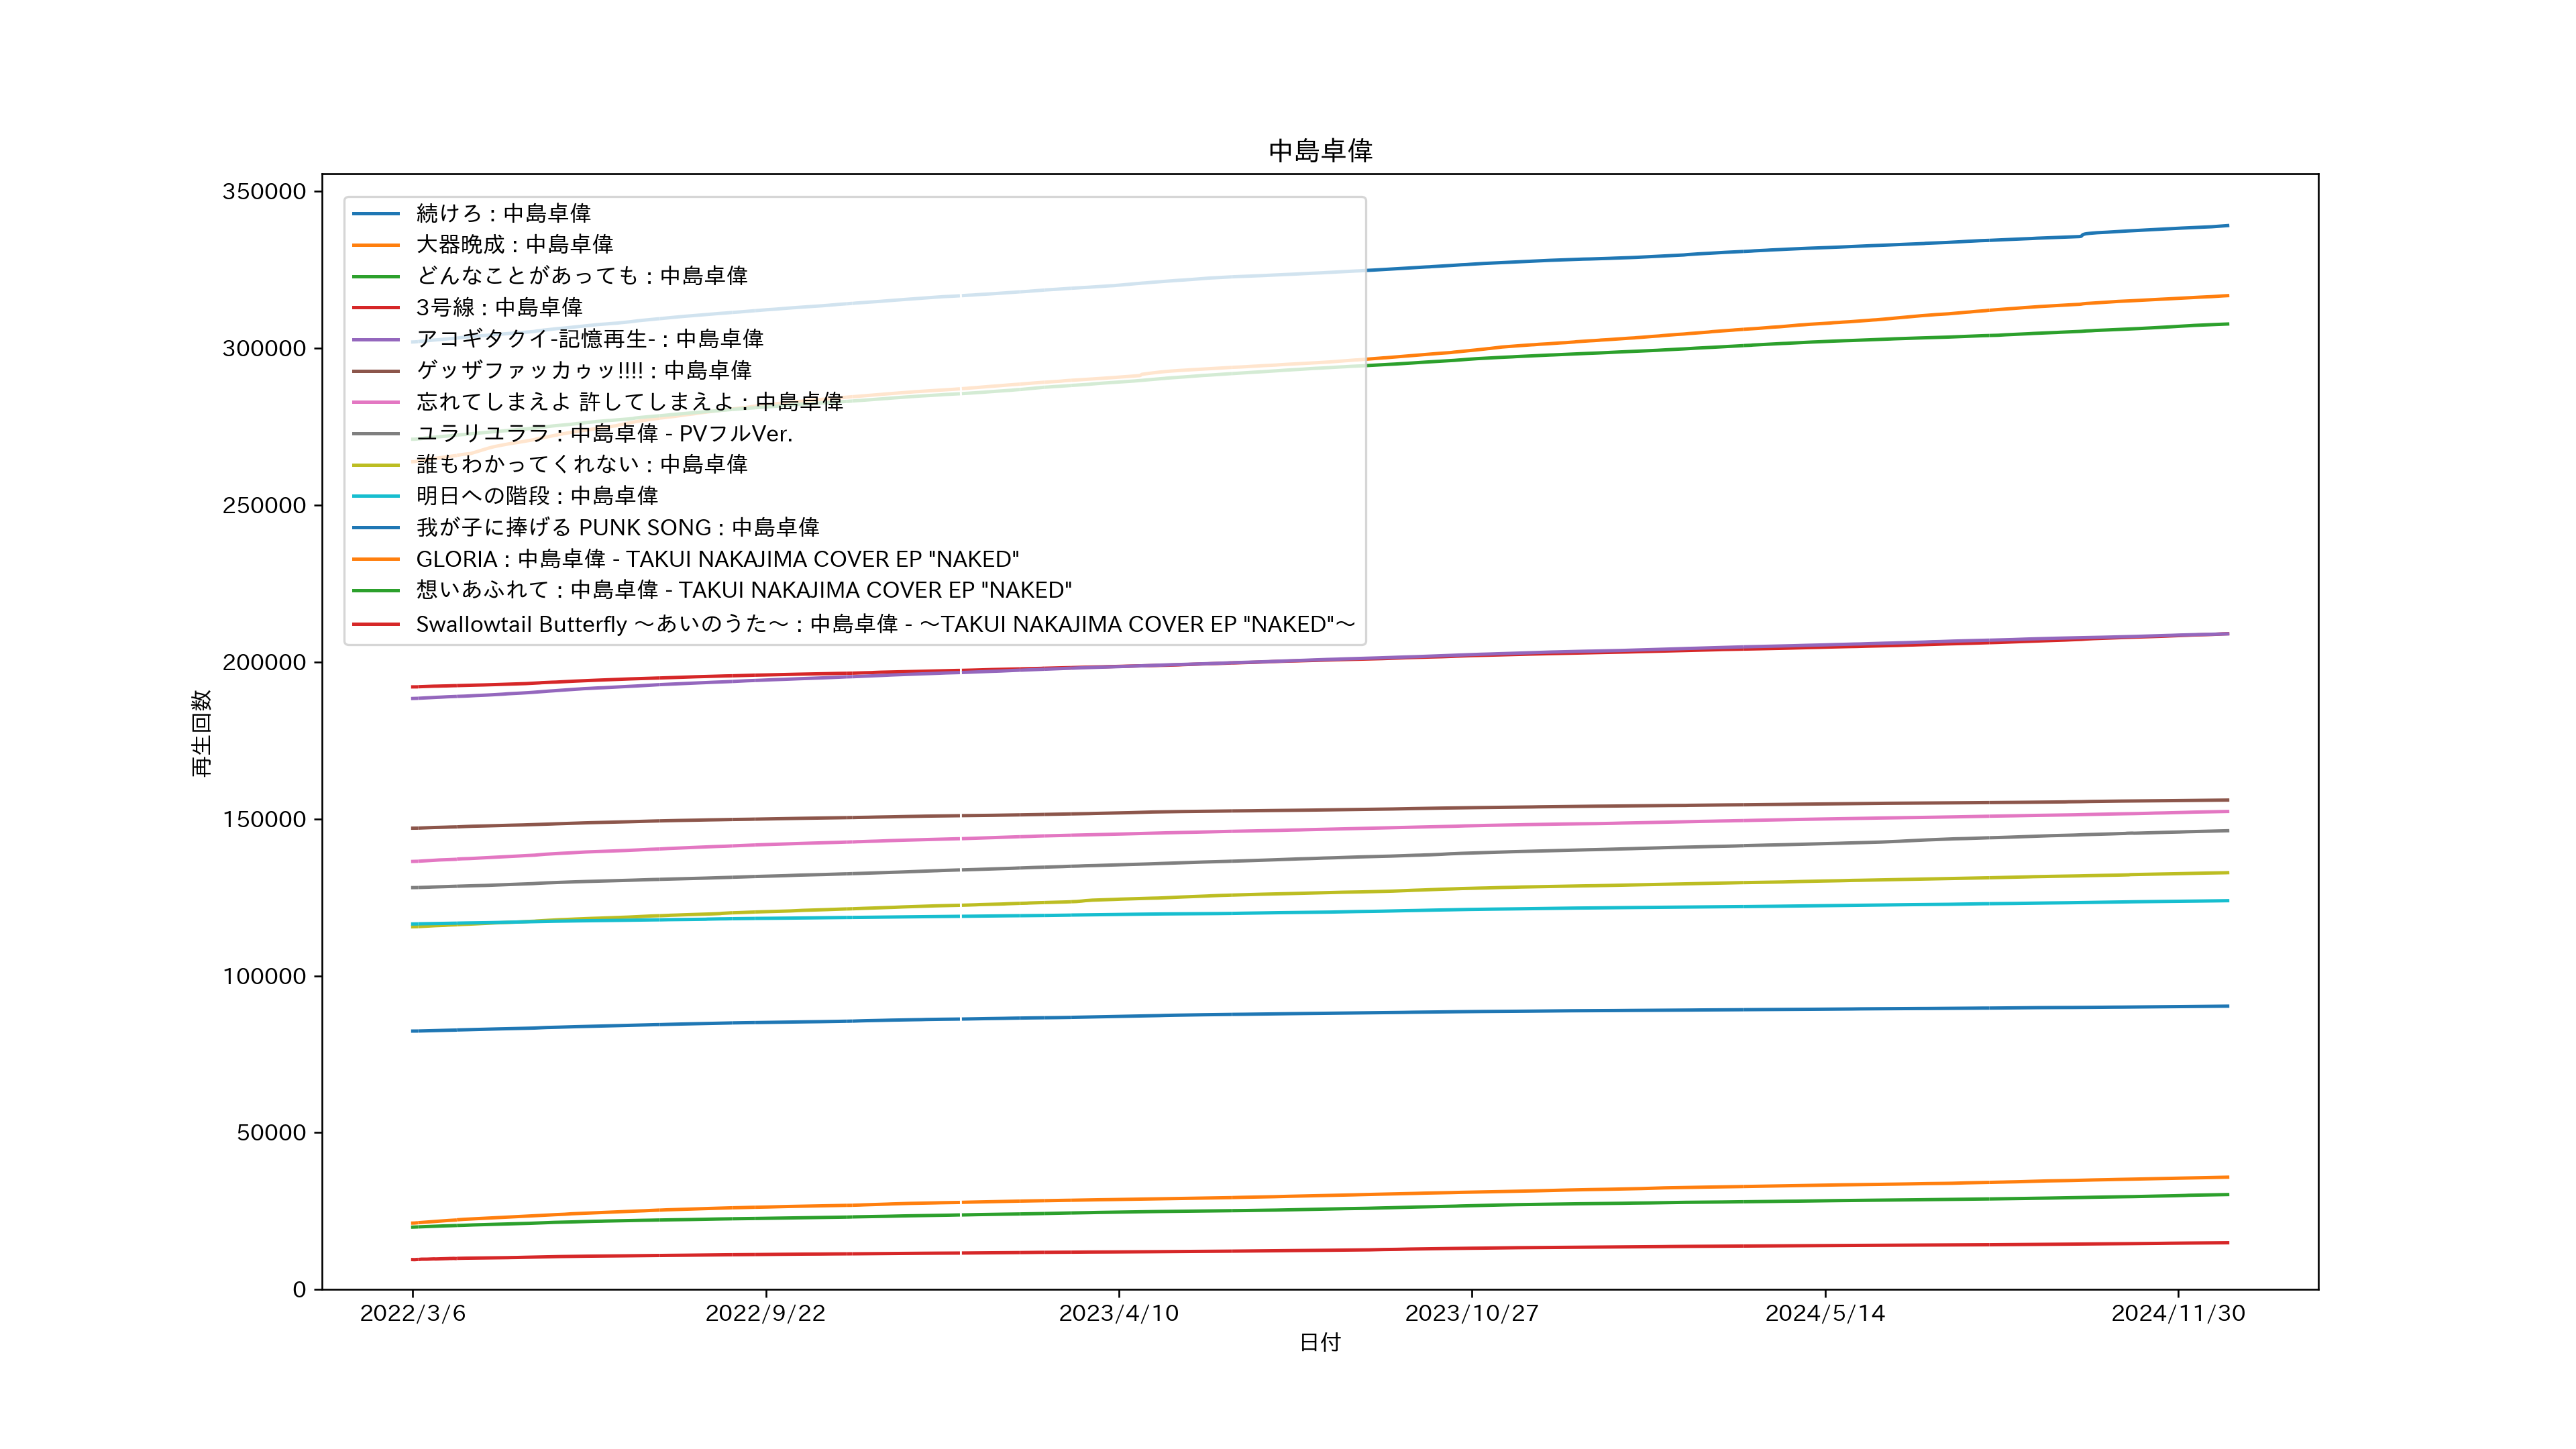 中島卓偉
350000
300000
250000
200000
150000
100000
50000
0
再生回数
続けろ : 中島卓偉
大器晩成 : 中島卓偉
どんなことがあっても : 中島卓偉
3号線 : 中島卓偉
アコギタクイ-記憶再生- : 中島卓偉
ゲッザファッカゥッ!!!! : 中島卓偉
忘れてしまえよ 許してしまえよ : 中島卓偉
ユラリユララ : 中島卓偉 - PVフルVer.
誰もわかってくれない : 中島卓偉
明日への階段 : 中島卓偉
我が子に捧げる PUNK SONG : 中島卓偉
GLORIA : 中島卓偉 - TAKUI NAKAJIMA COVER EP "NAKED"
想いあふれて : 中島卓偉 - TAKUI NAKAJIMA COVER EP "NAKED"
Swallowtail Butterfly ～あいのうた～ : 中島卓偉 - ～TAKUI NAKAJIMA COVER EP "NAKED"～
2022/3/6
2022/9/22
2023/4/10
2023/10/27
2024/5/14
2024/11/30
日付